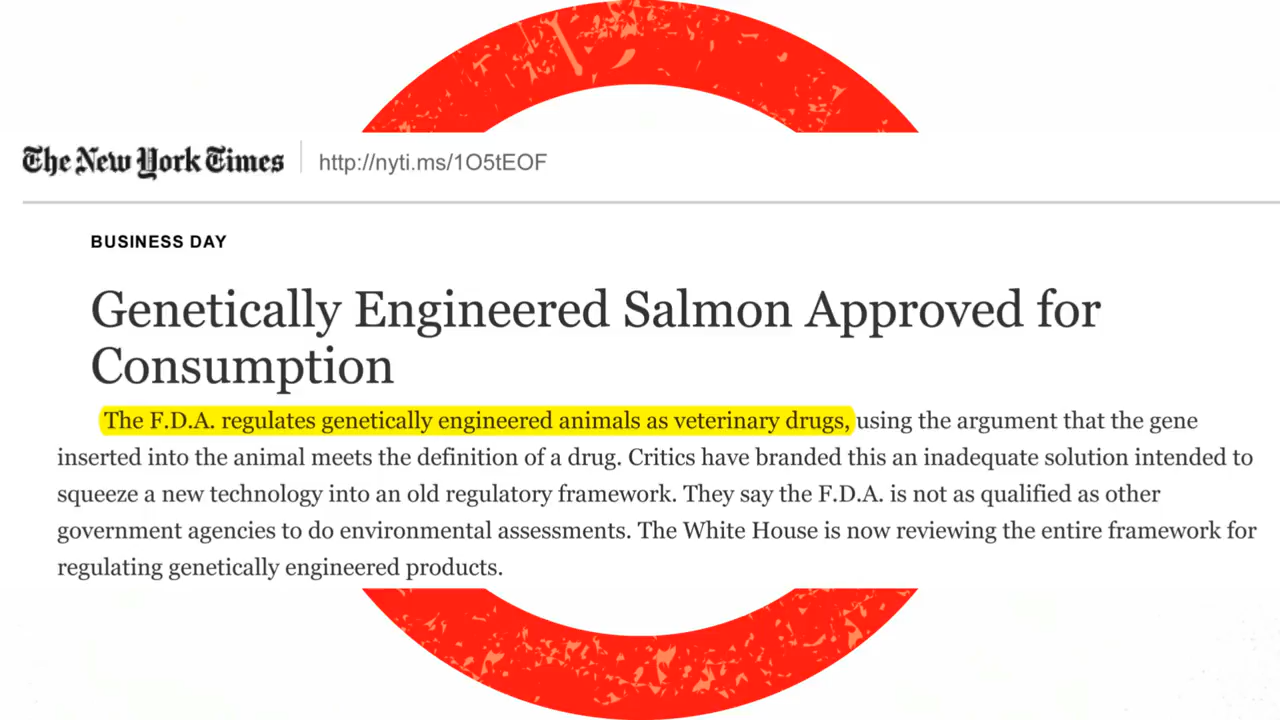 The New York Times
http://nyti.ms/1O5tEOF
BUSINESS DAY
Genetically Engineered Salmon Approved for
Consumption
The F.D.A. regulates genetically engineered animals as veterinary drugs, using the argument that the gene
inserted into the animal meets the definition of a drug. Critics have branded this an inadequate solution intended to
squeeze a new technology into an old regulatory framework. They say the F.D.A. is not as qualified as other
government agencies to do environmental assessments. The White House is now reviewing the entire framework for
regulating genetically engineered products.